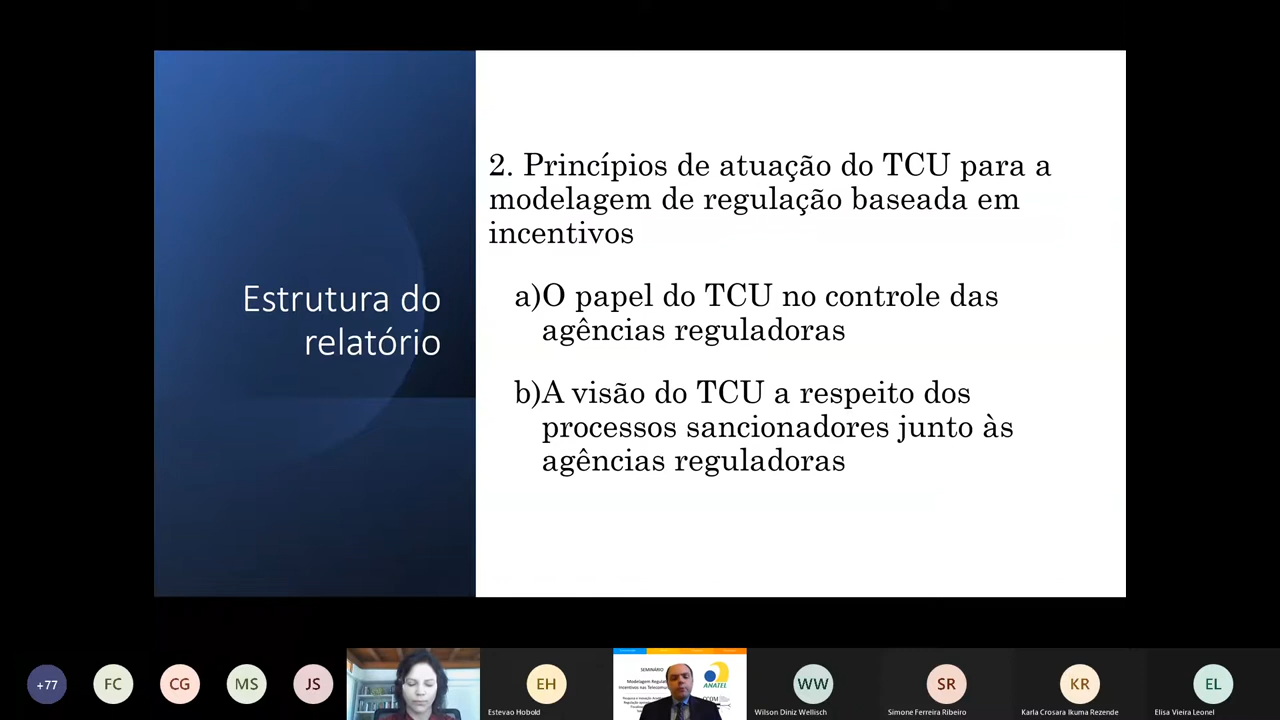 Estrutura do
relatório
2. Princípios de atuação do TCU para a
modelagem de regulação baseada em
incentivos
a)O papel do TCU no controle das
agências reguladoras
b)A visão do TCU a respeito dos
processos sancionadores junto às
agências reguladoras
+77
FC
CG
MS
JS
EH
Estevao Hobold
SEMINÁRIO
ANATEL
WW
Wilson Diniz Wellisch
SR
Simone Ferreira Ribeiro
KR
Karla Crosara Ikuma Rezende
EL
Elisa Vieira Leonel